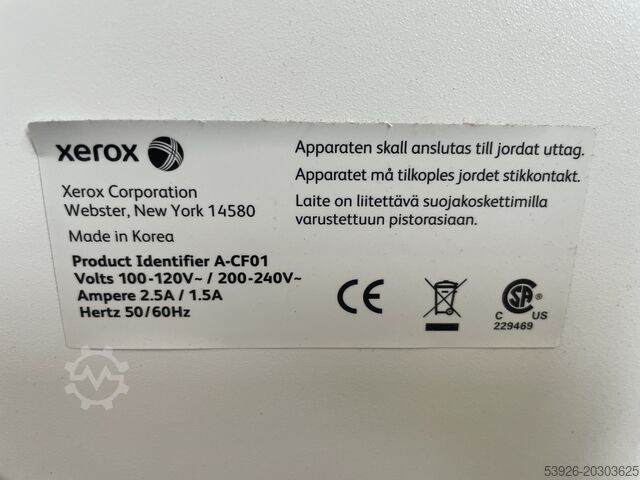 xerox
Xerox Corporation
Webster, New York 14580
Made in Korea
Product Identifier A-CF01
Volts 100-120V~ / 200-240V~
Ampere 2.5A / 1.5A
Hertz 50/60Hz
Apparaten skall anslutas till jordat uttag.
Apparatet må tilkoples jordet stikkontakt.
Laite on liitettävä suojakoskettimilla
varustettuun pistorasiaan.
CE
SA ®
C US
229469
53926-20303625